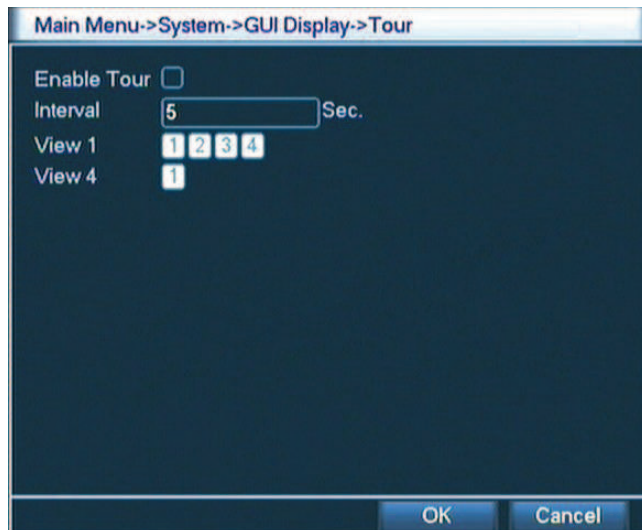 Main Menu->System->GUI Display->Tour
Enable Tour
Interval 5 Sec.
View 1 1 2 3 4
View 4 1
OK Cancel